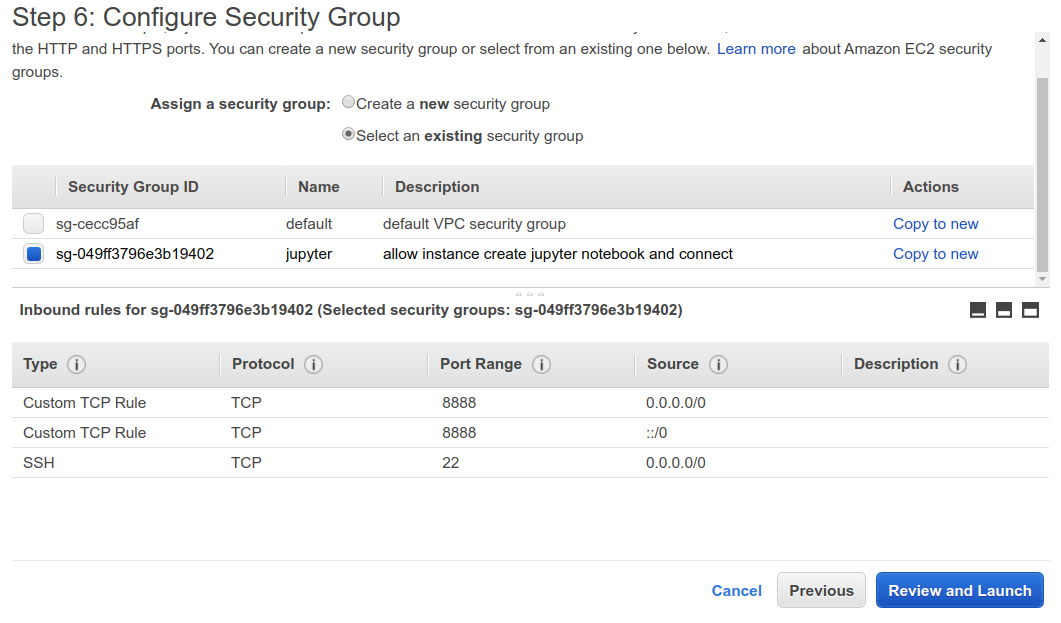 Step 6: Configure Security Group
the HTTP and HTTPS ports. You can create a new security group or select from an existing one below. Learn more about Amazon EC2 security
groups.
Assign a security group: Create a new security group
Select an existing security group
Security Group ID Name Description Actions
sg-cecc95af default default VPC security group Copy to new
sg-049ff3796e3b19402 jupyter allow instance create jupyter notebook and connect Copy to new
Inbound rules for sg-049ff3796e3b19402 (Selected security groups: sg-049ff3796e3b19402)
Type i Protocol i Port Range i Source i Description i
Custom TCP Rule TCP 8888 0.0.0.0/0
Custom TCP Rule TCP 8888 ::/0
SSH TCP 22 0.0.0.0/0
Cancel Previous Review and Launch